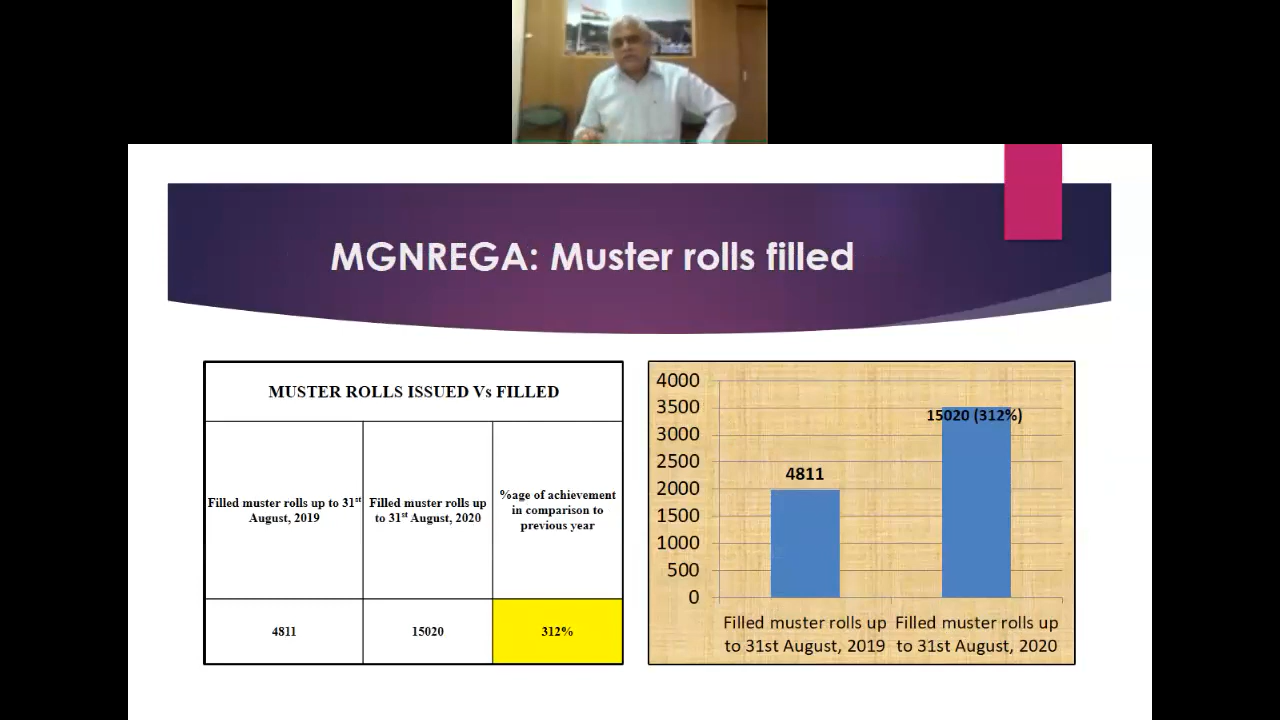 MGNREGA: Muster rolls filled
MUSTER ROLLS ISSUED Vs FILLED
Filled muster rolls up to 31st
August, 2019
Filled muster rolls up
to 31st August, 2020
%age of achievement
in comparison to
previous year
4811
15020
312%
4000
3500
3000
2500
2000
1500
1000
500
0
4811
15020 (312%)
Filled muster rolls up
to 31st August, 2019
Filled muster rolls up
to 31st August, 2020